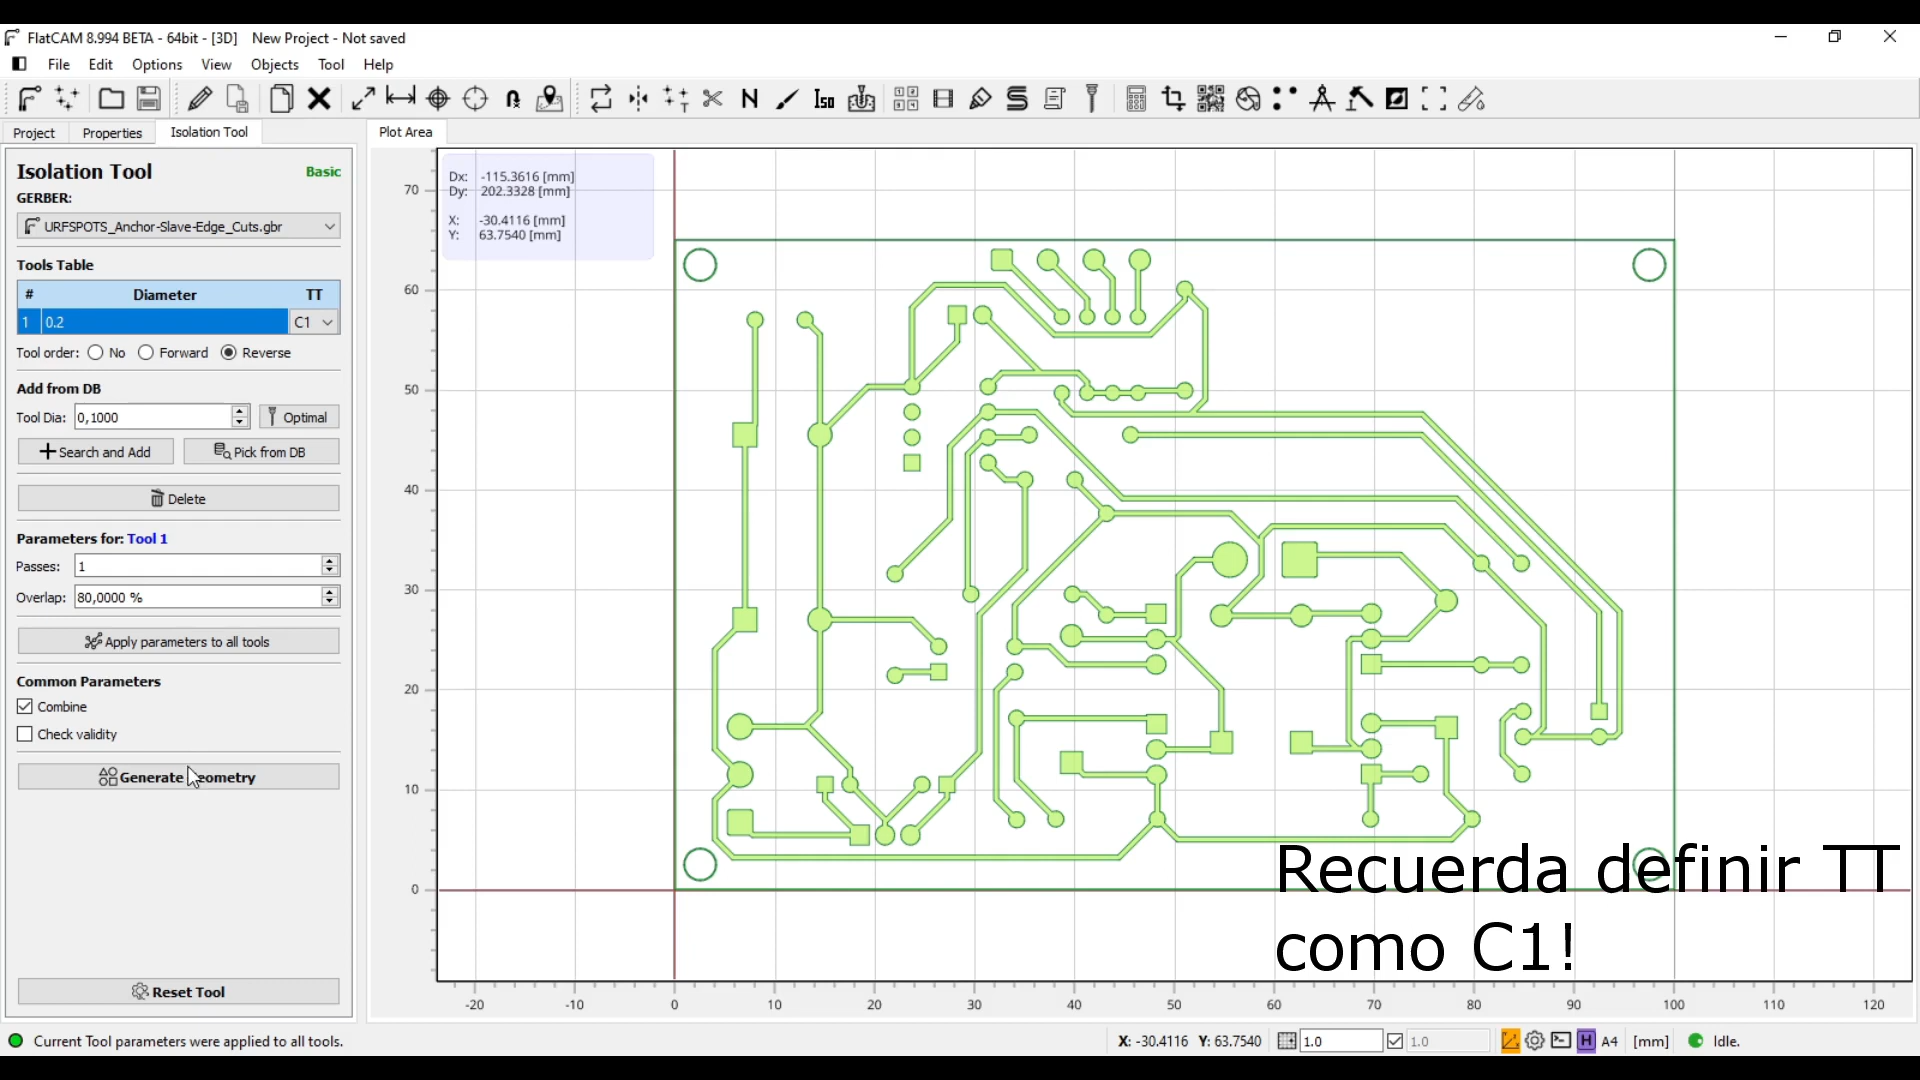 FlatCAM 8.994 BETA - 64bit - [3D]    New Project - Not saved
File Edit Options View Objects Tool Help
Iso
Project Properties Isolation Tool Plot Area
Isolation Tool Basic
GERBER:
URFSPOTS_Anchor-Slave-Edge_Cuts.gbr
Tools Table
# Diameter TT
1 0.2 C1
Tool order: No Forward Reverse
Add from DB
Tool Dia: 0,1000 Optimal
Search and Add Pick from DB
Delete
Parameters for: Tool 1
Passes: 1
Overlap: 80,0000 %
Apply parameters to all tools
Common Parameters
Combine
Check validity
Generate Geometry
Reset Tool
Dx: -115.3616 [mm]
Dy: 202.3328 [mm]
X: -30.4116 [mm]
Y: 63.7540 [mm]
70
60
50
40
30
20
10
0
-20 -10 0 10 20 30 40 50 60 70 80 90 100 110 120
Recuerda definir TT
como C1!
Current Tool parameters were applied to all tools.
X: -30.4116 Y: 63.7540 1.0 1.0 H A4 [mm] Idle.